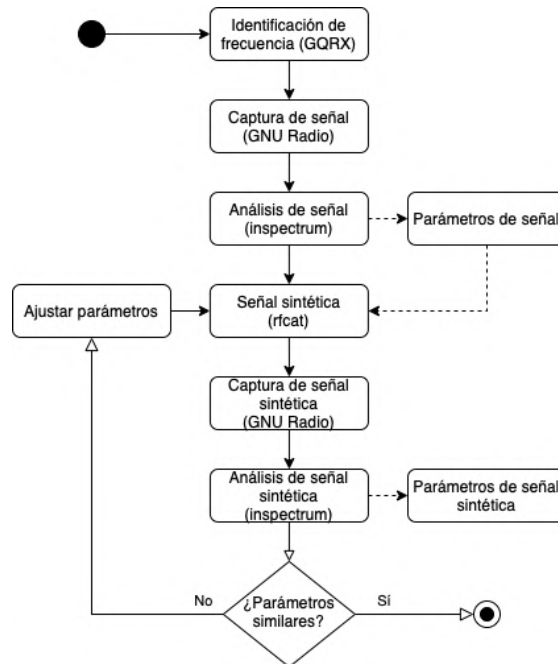 Identificación de
frecuencia (GQRX)
Captura de señal
(GNU Radio)
Análisis de señal
(inspectrum)
Parámetros de señal
Ajustar parámetros
Señal sintética
(rfcat)
Captura de señal
sintética
(GNU Radio)
Análisis de señal
sintética
(inspectrum)
Parámetros de señal
sintética
No
¿Parámetros
similares?
Sí